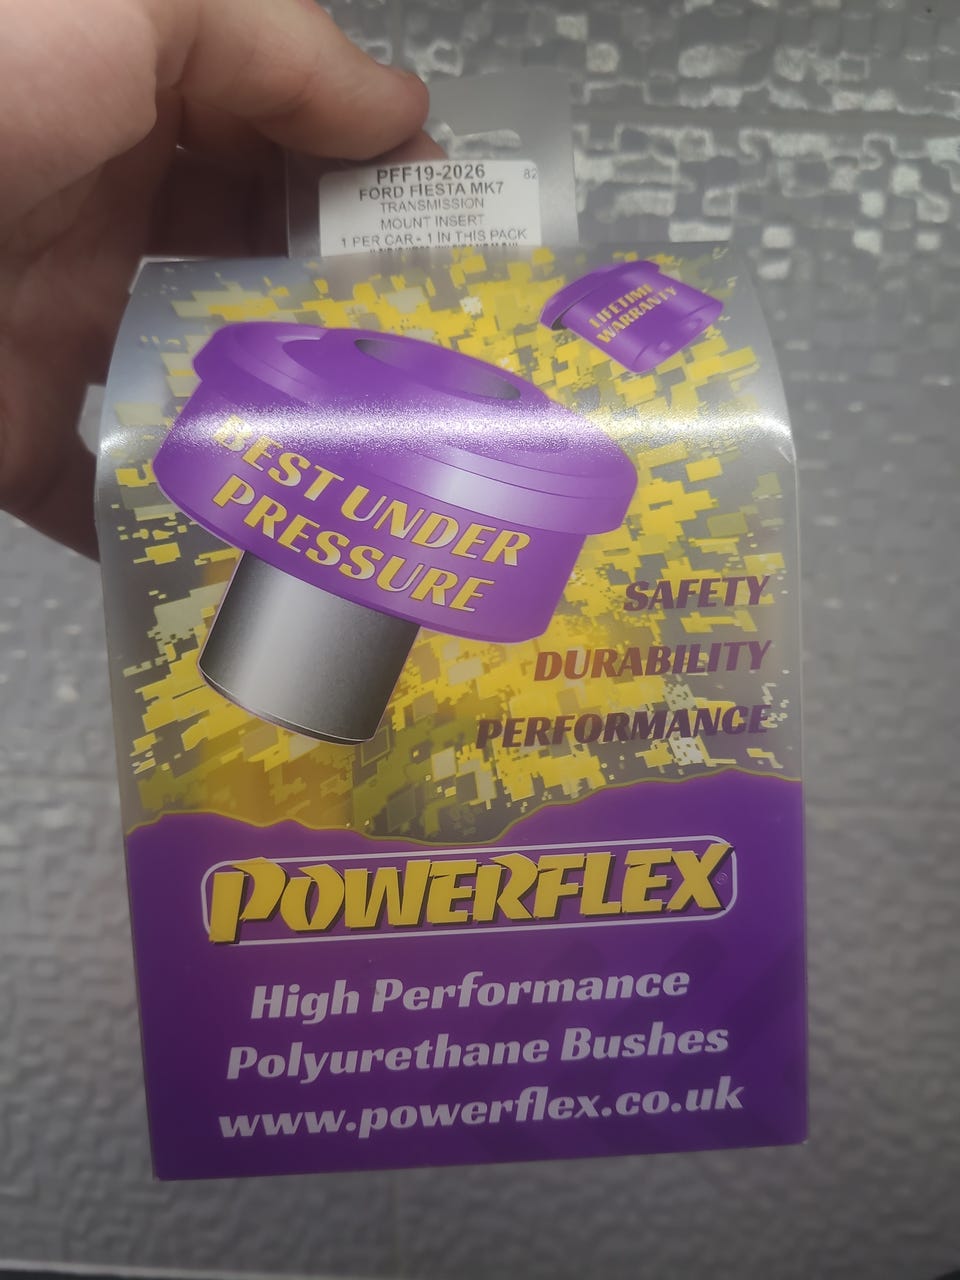 PFF19-2026
82
FORD FIESTA MK7
TRANSMISSION
MOUNT INSERT
1 PER CAR - 1 IN THIS PACK
LIFETIME
WARRANTY
BEST UNDER
PRESSURE
SAFETY
DURABILITY
PERFORMANCE
POWERFLEX
High Performance
Polyurethane Bushes
www.powerflex.co.uk